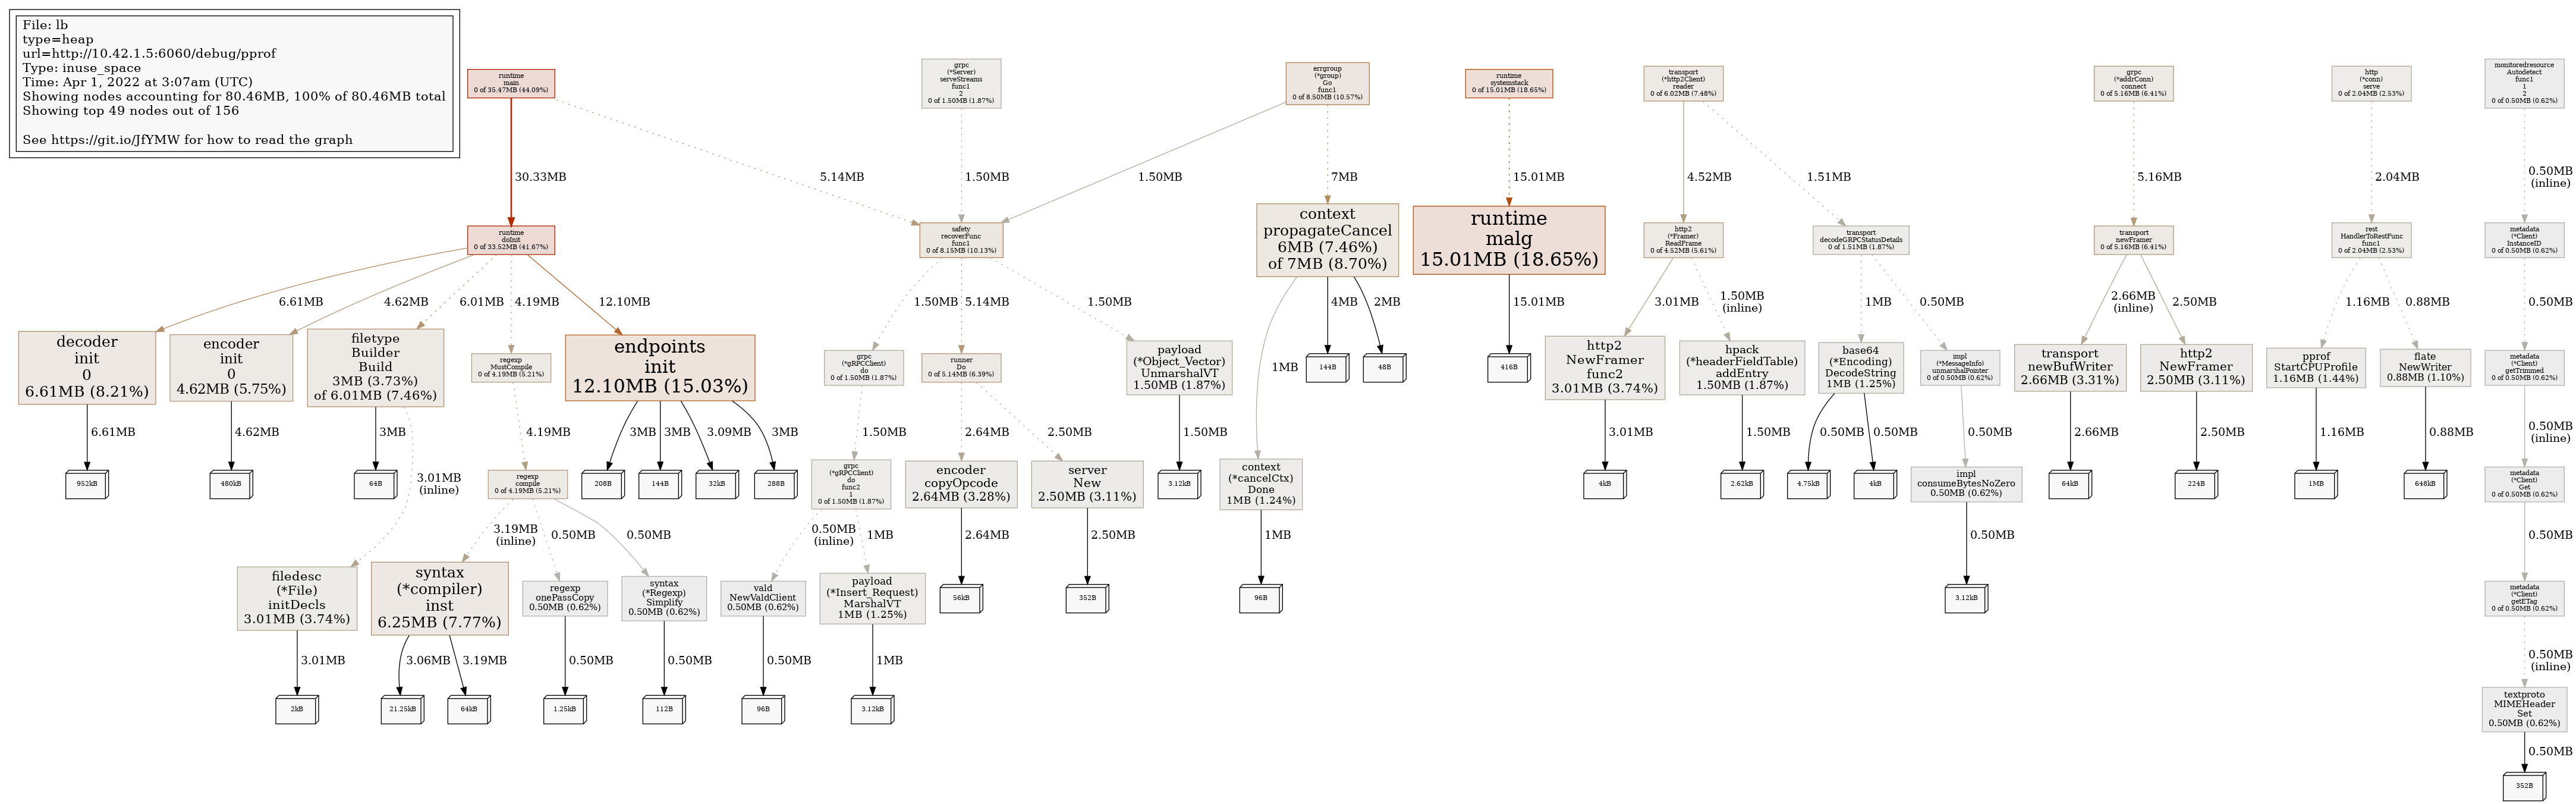 File: lb
type=heap
url=http://10.42.1.5:6060/debug/pprof
Type: inuse_space
Time: Apr 1, 2022 at 3:07am (UTC)
Showing nodes accounting for 80.46MB, 100% of 80.46MB total
Showing top 49 nodes out of 156
See https://git.io/JfYMW for how to read the graph
runtime
main
0 of 35.47MB (44.09%)
grpc
(*Server)
serveStreams
func1
2
0 of 1.50MB (1.87%)
errgroup
(*group)
Go
func1
0 of 8.50MB (10.57%)
runtime
systemstack
0 of 15.01MB (18.65%)
transport
(*http2Client)
reader
0 of 6.02MB (7.48%)
grpc
(*addrConn)
connect
0 of 5.16MB (6.41%)
http
(*conn)
serve
0 of 2.04MB (2.53%)
monitoredresource
Autodetect
func1
1
2
0 of 0.50MB (0.62%)
30.33MB
5.14MB
1.50MB
1.50MB
7MB
15.01MB
4.52MB
1.51MB
5.16MB
2.04MB
0.50MB
(inline)
runtime
doInit
0 of 33.52MB (41.67%)
safety
recoverFunc
func1
0 of 8.15MB (10.13%)
context
propagateCancel
6MB (7.46%)
of 7MB (8.70%)
runtime
malg
15.01MB (18.65%)
http2
(*Framer)
ReadFrame
0 of 4.52MB (5.61%)
transport
decodeGRPCStatusDetails
0 of 1.51MB (1.87%)
transport
newFramer
0 of 5.16MB (6.41%)
rest
HandlerToRestFunc
func1
0 of 2.04MB (2.53%)
metadata
(*Client)
InstanceID
0 of 0.50MB (0.62%)
6.61MB
4.62MB
6.01MB
4.19MB
12.10MB
1.50MB
5.14MB
1.50MB
1MB
4MB
2MB
15.01MB
3.01MB
1.50MB
(inline)
1MB
0.50MB
2.66MB
(inline)
2.50MB
1.16MB
0.88MB
0.50MB
decoder
init
0
6.61MB (8.21%)
encoder
init
0
4.62MB (5.75%)
filetype
Builder
Build
3MB (3.73%)
of 6.01MB (7.46%)
regexp
MustCompile
0 of 4.19MB (5.21%)
endpoints
init
12.10MB (15.03%)
grpc
(*gRPCClient)
do
0 of 1.50MB (1.87%)
runner
Do
0 of 5.14MB (6.39%)
payload
(*Object_Vector)
UnmarshalVT
1.50MB (1.87%)
144B
48B
416B
http2
NewFramer
func2
3.01MB (3.74%)
hpack
(*headerFieldTable)
addEntry
1.50MB (1.87%)
base64
(*Encoding)
DecodeString
1MB (1.25%)
impl
(*MessageInfo)
unmarshalPointer
0 of 0.50MB (0.62%)
transport
newBufWriter
2.66MB (3.31%)
http2
NewFramer
2.50MB (3.11%)
pprof
StartCPUProfile
1.16MB (1.44%)
flate
NewWriter
0.88MB (1.10%)
metadata
(*Client)
getTrimmed
0 of 0.50MB (0.62%)
6.61MB
4.62MB
3MB
3.01MB
(inline)
4.19MB
3MB
3MB
3.09MB
3MB
1.50MB
2.64MB
2.50MB
1.50MB
3.01MB
1.50MB
0.50MB
0.50MB
0.50MB
2.66MB
2.50MB
1.16MB
0.88MB
0.50MB
(inline)
952kB
480kB
64B
regexp
compile
0 of 4.19MB (5.21%)
208B
144B
32kB
288B
grpc
(*gRPCClient)
do
func2
1
0 of 1.50MB (1.87%)
encoder
copyOpcode
2.64MB (3.28%)
server
New
2.50MB (3.11%)
3.12kB
context
(*cancelCtx)
Done
1MB (1.24%)
4kB
2.62kB
4.75kB
4kB
impl
consumeBytesNoZero
0.50MB (0.62%)
64kB
224B
1MB
648kB
metadata
(*Client)
Get
0 of 0.50MB (0.62%)
3.19MB
(inline)
0.50MB
0.50MB
0.50MB
(inline)
1MB
2.64MB
2.50MB
1MB
0.50MB
0.50MB
filedesc
(*File)
initDecls
3.01MB (3.74%)
syntax
(*compiler)
inst
6.25MB (7.77%)
regexp
onePassCopy
0.50MB (0.62%)
syntax
(*Regexp)
Simplify
0.50MB (0.62%)
vald
NewValdClient
0.50MB (0.62%)
payload
(*Insert_Request)
MarshalVT
1MB (1.25%)
56kB
352B
96B
3.12kB
metadata
(*Client)
getETag
0 of 0.50MB (0.62%)
3.01MB
3.06MB
3.19MB
0.50MB
0.50MB
0.50MB
1MB
0.50MB
(inline)
2kB
21.25kB
64kB
1.25kB
112B
96B
3.12kB
textproto
MIMEHeader
Set
0.50MB (0.62%)
0.50MB
352B